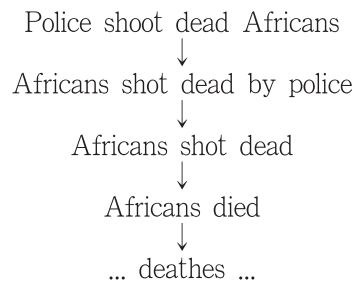 Police shoot dead Africans
Africans shot dead by police
Africans shot dead
Africans died
... deathes ...